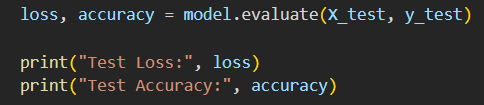 loss, accuracy = model.evaluate(X_test, y_test)
print("Test Loss:", loss)
print("Test Accuracy:", accuracy)